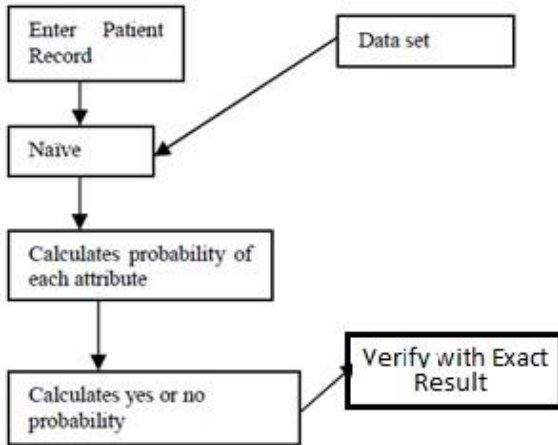 Enter Patient
Record
Data set
Naïve
Calculates probability of
each attribute
Verify with Exact
Result
Calculates yes or no
probability